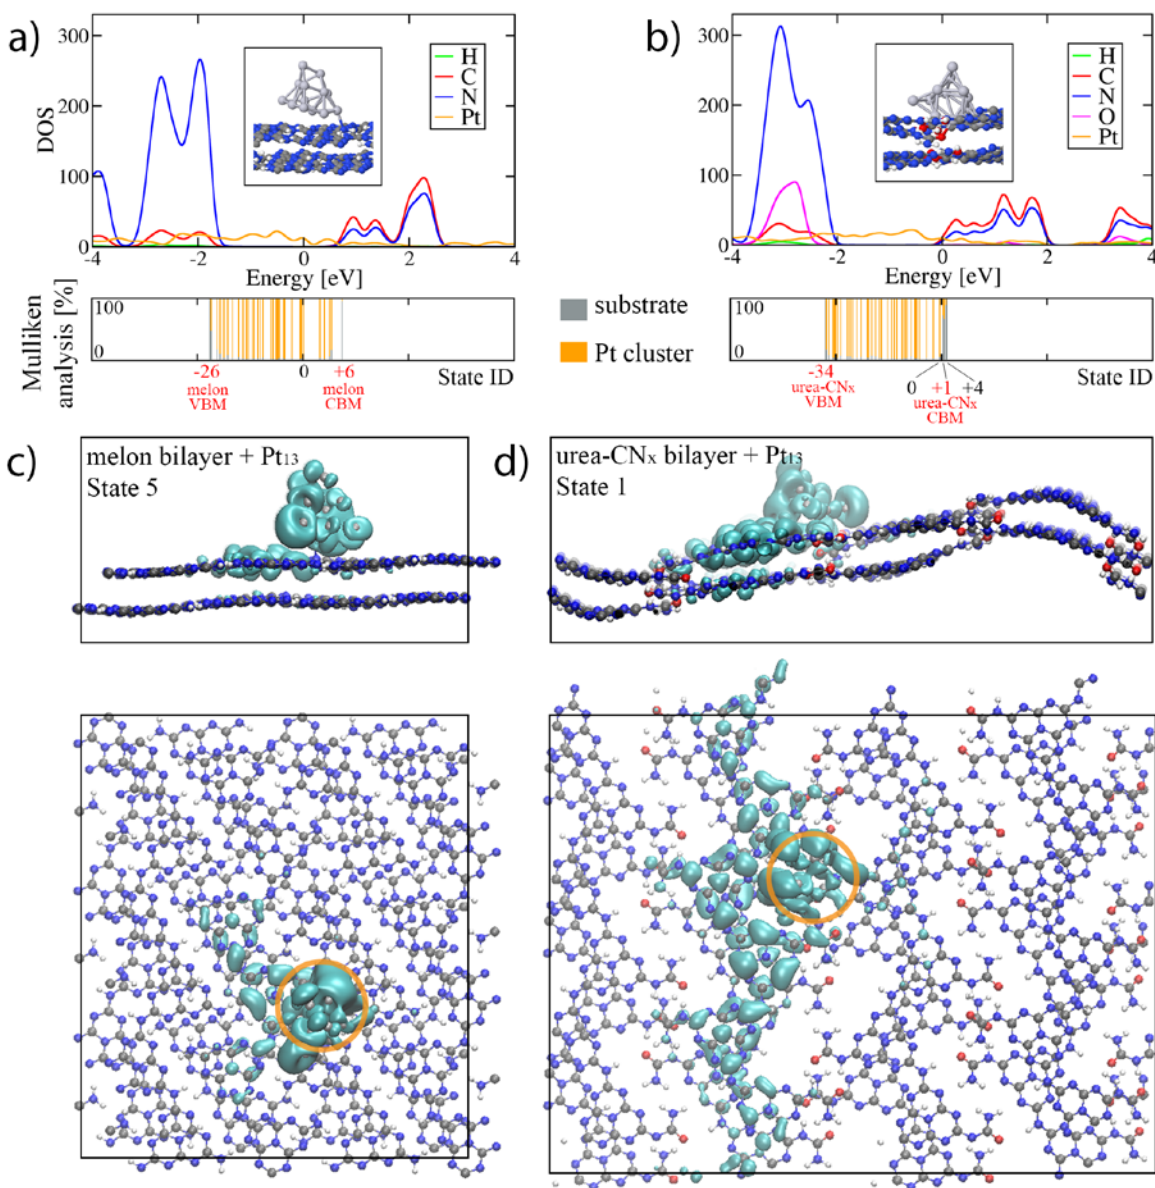 a)
300
200
100
0
DOS
H
C
N
Pt
-4
-2
0
2
4
Energy [eV]
b)
300
200
100
0
H
C
N
O
Pt
-4
-2
0
2
4
Energy [eV]
Mulliken
analysis [%]
100
0
-26
melon
VBM
0
+6
melon
CBM
State ID
substrate
Pt cluster
100
0
-34
urea-CNx
VBM
0
+1
urea-CNx
CBM
+4
State ID
c)
melon bilayer + Pt13
State 5
d)
urea-CNx bilayer + Pt13
State 1